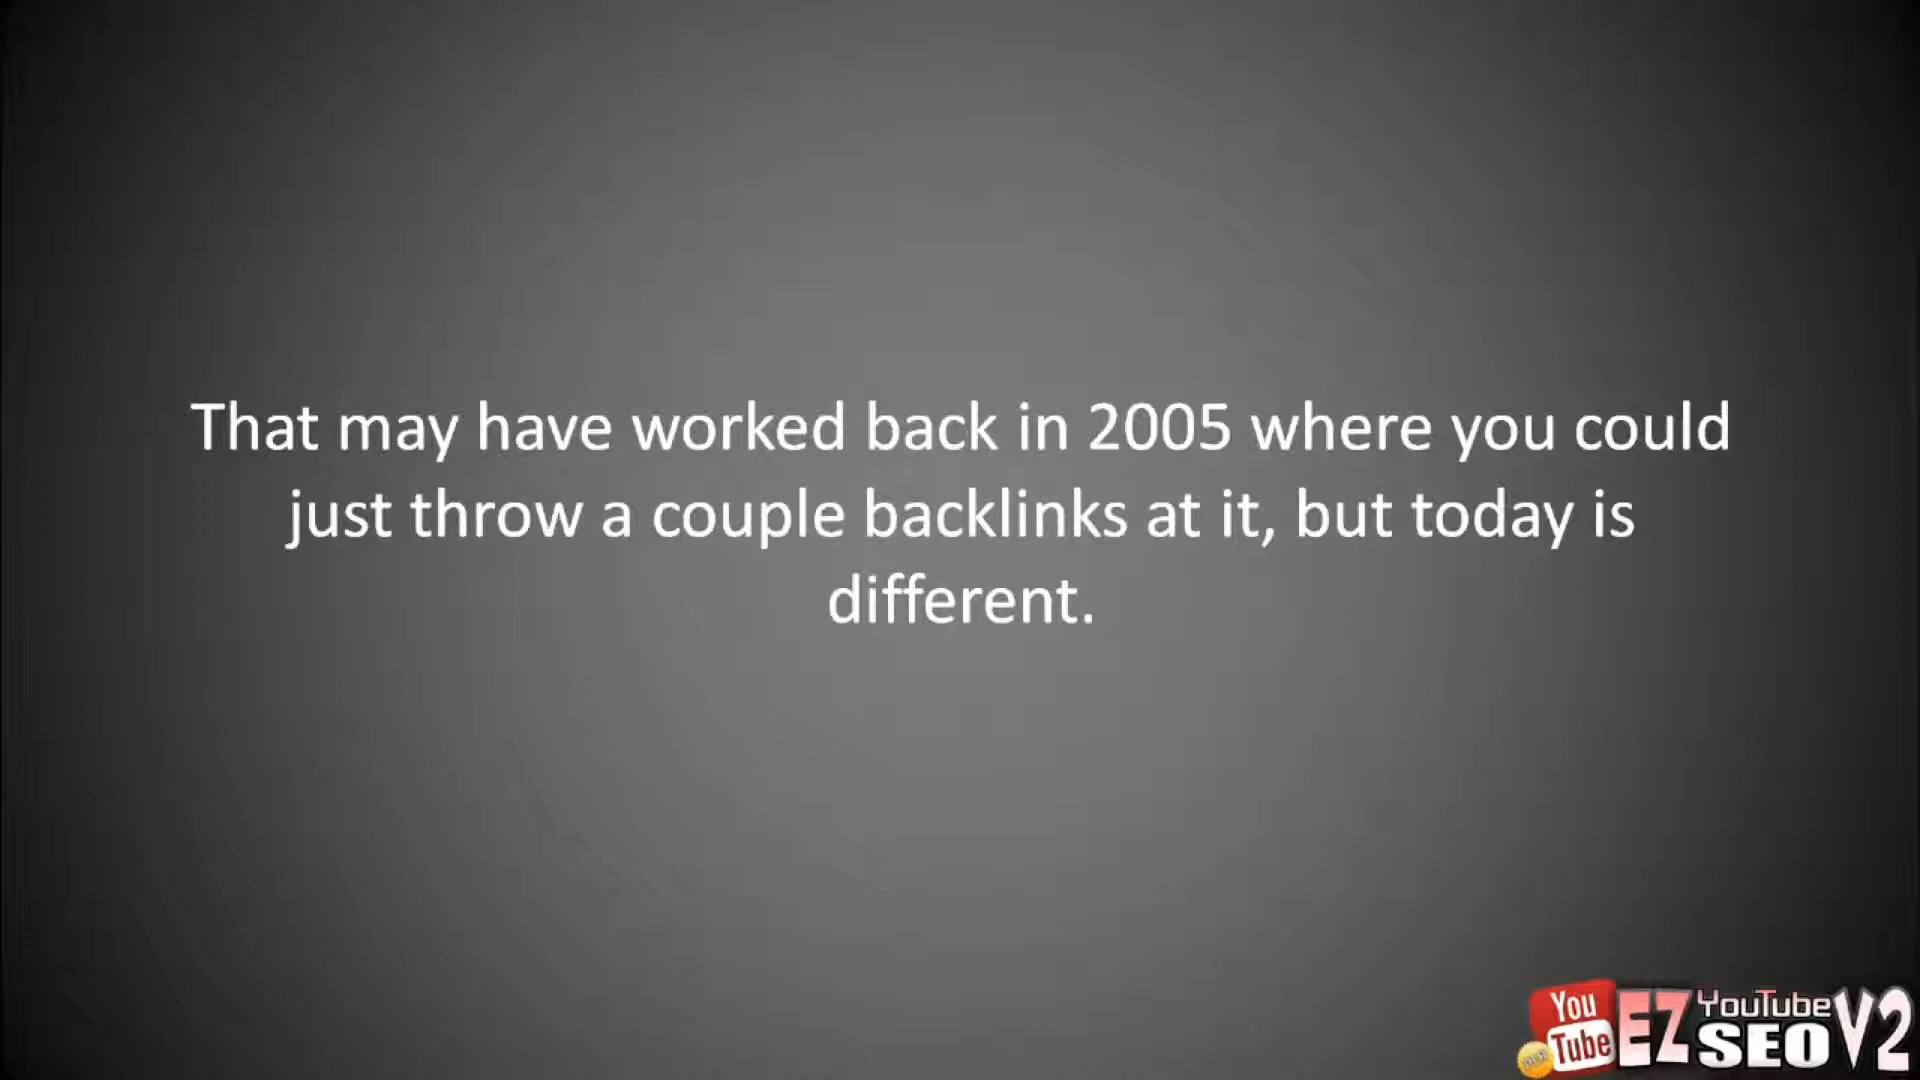 That may have worked back in 2005 where you could
just throw a couple backlinks at it, but today is
different.
You
Tube
EZ YouTube SEO V2